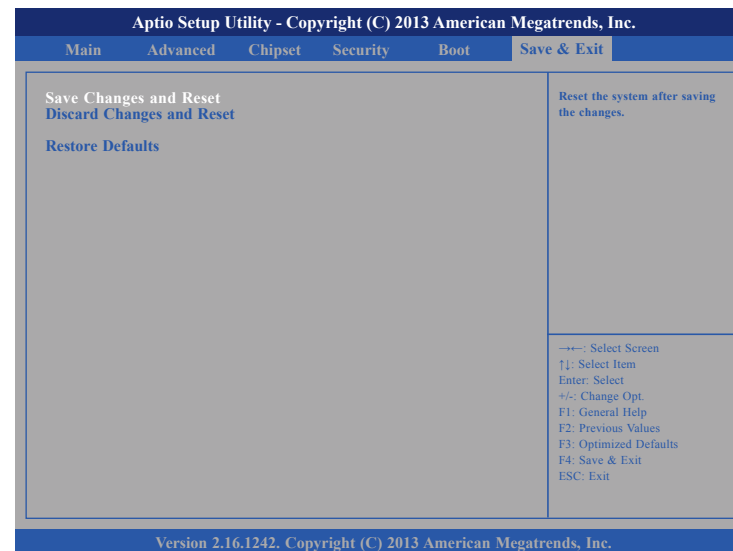 Aptio Setup Utility - Copyright (C) 2013 American Megatrends, Inc.
Main Advanced Chipset Security Boot Save & Exit
Save Changes and Reset
Discard Changes and Reset
Restore Defaults
Reset the system after saving
the changes.
→←: Select Screen
↑↓: Select Item
Enter: Select
+/-: Change Opt.
F1: General Help
F2: Previous Values
F3: Optimized Defaults
F4: Save & Exit
ESC: Exit
Version 2.16.1242. Copyright (C) 2013 American Megatrends, Inc.